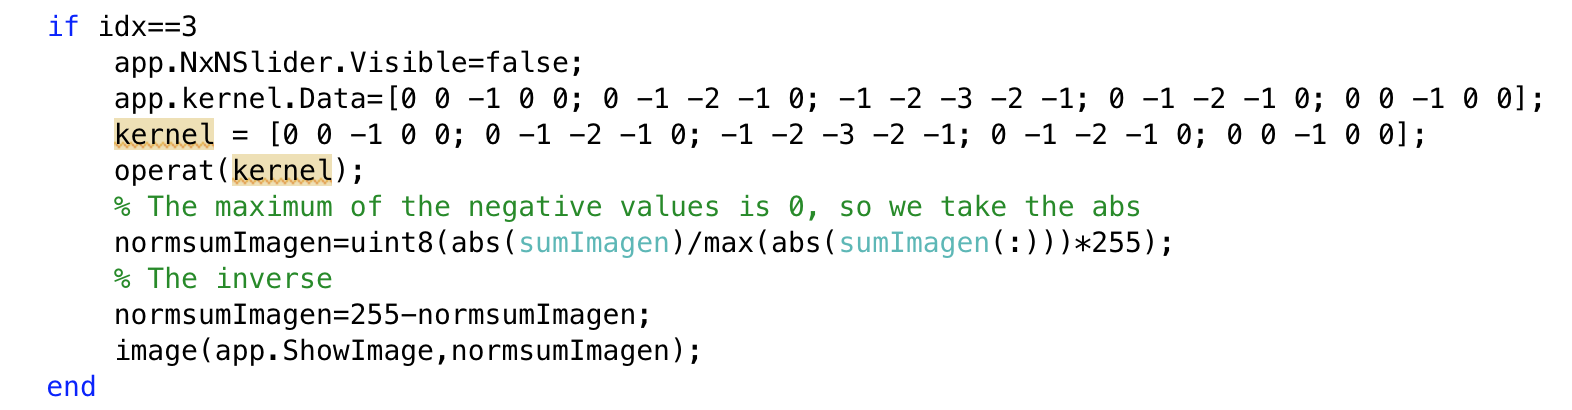 if idx==3
app.NxNSlider.Visible=false;
app.kernel.Data=[0 0 -1 0 0; 0 -1 -2 -1 0; -1 -2 -3 -2 -1; 0 -1 -2 -1 0; 0 0 -1 0 0];
kernel = [0 0 -1 0 0; 0 -1 -2 -1 0; -1 -2 -3 -2 -1; 0 -1 -2 -1 0; 0 0 -1 0 0];
operat(kernel);
% The maximum of the negative values is 0, so we take the abs
normsumImagen=uint8(abs(sumImagen)/max(abs(sumImagen(:)))*255);
% The inverse
normsumImagen=255-normsumImagen;
image(app.ShowImage,normsumImagen);
end